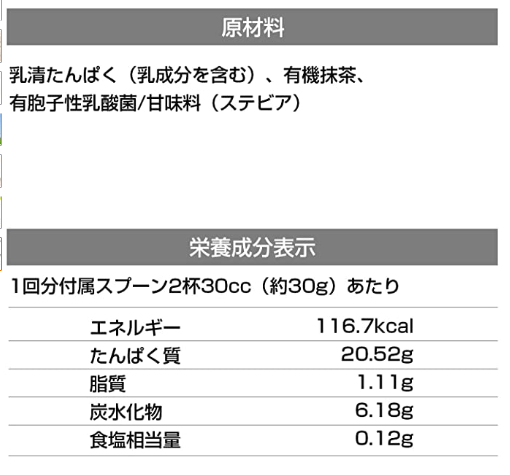 原材料
乳清たんぱく（乳成分を含む）、有機抹茶、
有胞子性乳酸菌/甘味料（ステビア）
栄養成分表示
1回分付属スプーン2杯30cc（約30g）あたり
エネルギー 116.7kcal
たんぱく質 20.52g
脂質 1.11g
炭水化物 6.18g
食塩相当量 0.12g